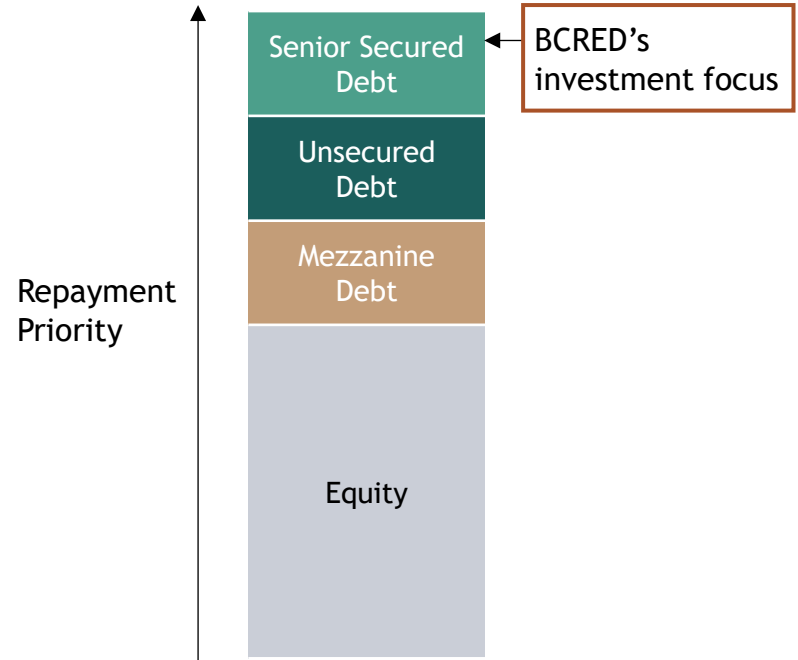 Senior Secured
Debt
BCRED’s
investment focus
Unsecured
Debt
Mezzanine
Debt
Repayment
Priority
Equity